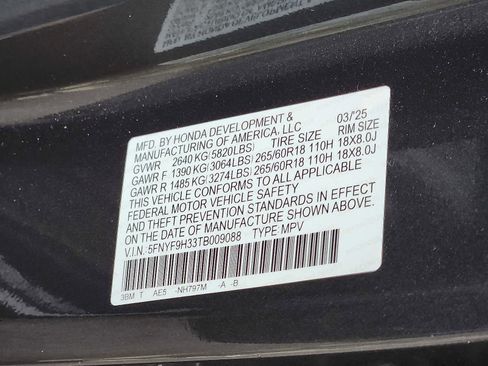 MFD. BY HONDA DEVELOPMENT & 03/'25
MANUFACTURING OF AMERICA, LLC
GVWR 2640 KG(5820LBS) TIRE SIZE RIM SIZE
GAWR F 1390 KG(3064LBS) 265/60R18 110H 18X8.0J
GAWR R 1485 KG(3274LBS) 265/60R18 110H 18X8.0J
THIS VEHICLE CONFORMS TO ALL APPLICABLE
FEDERAL MOTOR VEHICLE SAFETY
AND THEFT PREVENTION STANDARDS IN EFFECT
ON THE DATE OF MANUFACTURE SHOWN ABOVE.
V.I.N. 5FNYF9H33TB009088 TYPE: MPV
3BM T AE5 -NH797M -A -B